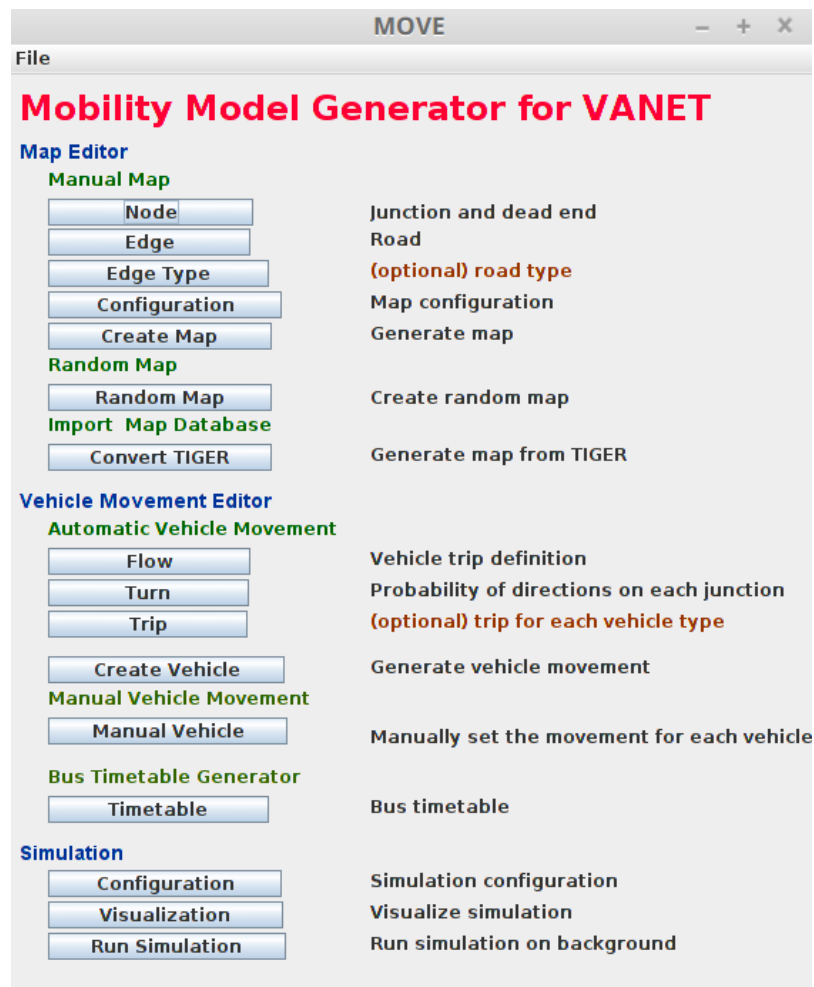 MOVE
File
Mobility Model Generator for VANET
Map Editor
Manual Map
Node Junction and dead end
Edge Road
Edge Type (optional) road type
Configuration Map configuration
Create Map Generate map
Random Map
Random Map Create random map
Import Map Database
Convert TIGER Generate map from TIGER
Vehicle Movement Editor
Automatic Vehicle Movement
Flow Vehicle trip definition
Turn Probability of directions on each junction
Trip (optional) trip for each vehicle type
Create Vehicle Generate vehicle movement
Manual Vehicle Movement
Manual Vehicle Manually set the movement for each vehicle
Bus Timetable Generator
Timetable Bus timetable
Simulation
Configuration Simulation configuration
Visualization Visualize simulation
Run Simulation Run simulation on background